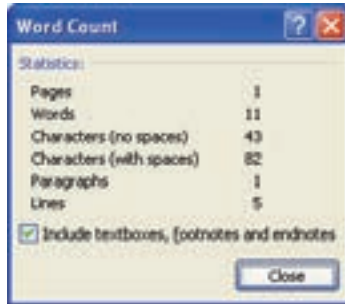 Word Count
Statistics:
Pages 1
Words 11
Characters (no spaces) 43
Characters (with spaces) 82
Paragraphs 1
Lines 5
Include textboxes, footnotes and endnotes
Close